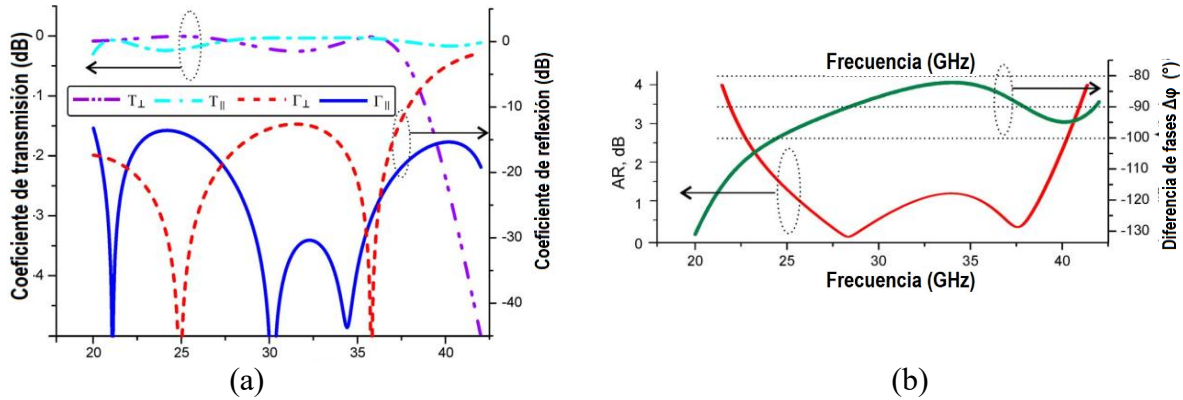 Coeficiente de transmisión (dB)
0
-1
-2
-3
-4
T⊥ T∥ Γ⊥ Γ∥
0
-10
-20
-30
-40
Coeficiente de reflexión (dB)
20 25 30 35 40
(a)
Frecuencia (GHz)
AR, dB
4
3
2
1
0
-80
-90
-100
-110
-120
-130
Diferencia de fases Δφ (°)
20 25 30 35 40
Frecuencia (GHz)
(b)